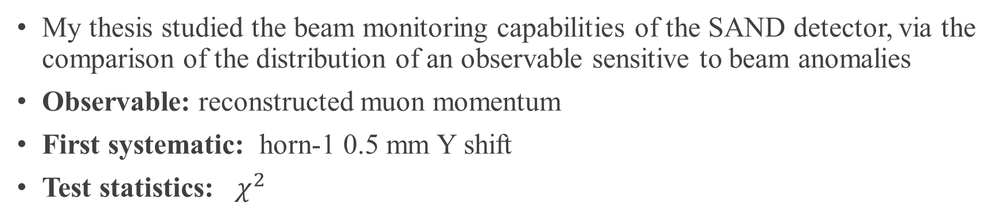 • My thesis studied the beam monitoring capabilities of the SAND detector, via the
comparison of the distribution of an observable sensitive to beam anomalies
• Observable: reconstructed muon momentum
• First systematic: horn-1 0.5 mm Y shift
• Test statistics: χ²